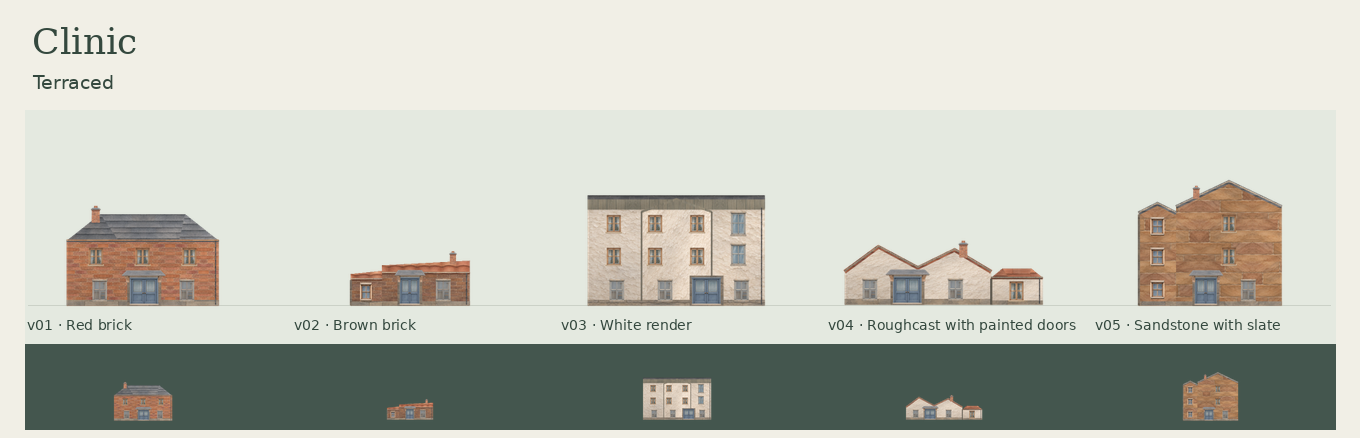 Clinic
Terraced
v01 · Red brick
v02 · Brown brick
v03 · White render
v04 · Roughcast with painted doors
v05 · Sandstone with slate